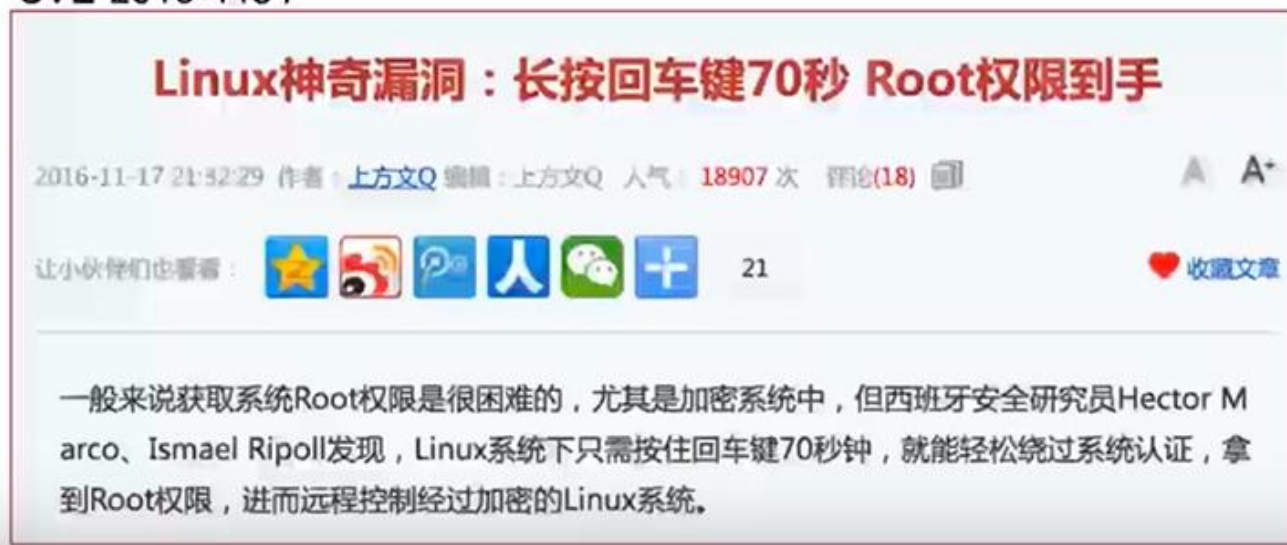 Linux神奇漏洞：长按回车键70秒 Root权限到手
2016-11-17 21:32:29 作者：上方文Q 编辑：上方文Q 人气：18907 次 评论(18)
A A+
让小伙伴们也看看：
21
收藏文章
一般来说获取系统Root权限是很困难的，尤其是加密系统中，但西班牙安全研究员Hector M
arco、Ismael Ripoll发现，Linux系统下只需按住回车键70秒钟，就能轻松绕过系统认证，拿
到Root权限，进而远程控制经过加密的Linux系统。